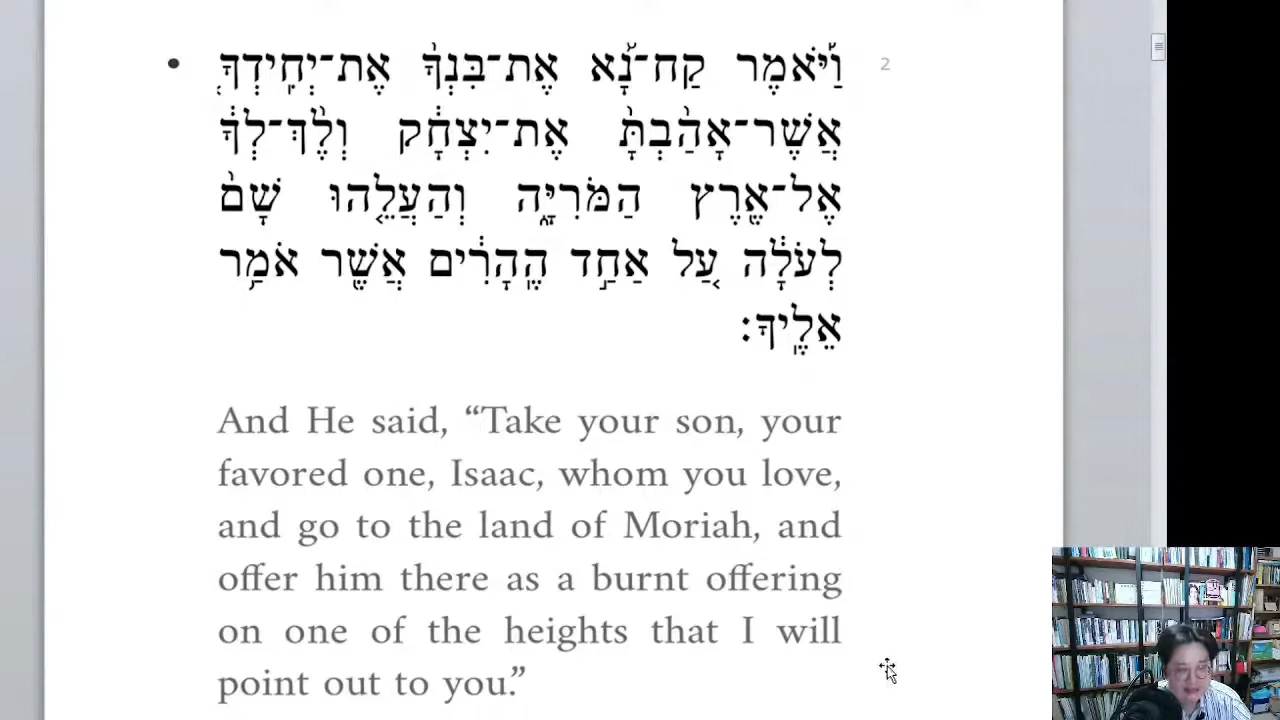 וַיֹּ֡אמֶר קַח־נָ֠א אֶת־בִּנְךָ֨ אֶת־יְחִֽידְךָ֤ 2
אֲשֶׁר־אָהַ֙בְתָּ֙ אֶת־יִצְחָ֔ק וְלֶ֨ךְ־לְךָ֔
אֶל־אֶ֖רֶץ הַמֹּרִיָּ֑ה וְהַעֲלֵ֤הוּ שָׁם֙
לְעֹלָ֔ה עַ֚ל אַחַ֣ד הֶֽהָרִ֔ים אֲשֶׁ֖ר אֹמַ֥ר
אֵלֶֽיךָ׃
And He said, “Take your son, your
favored one, Isaac, whom you love,
and go to the land of Moriah, and
offer him there as a burnt offering
on one of the heights that I will
point out to you.”